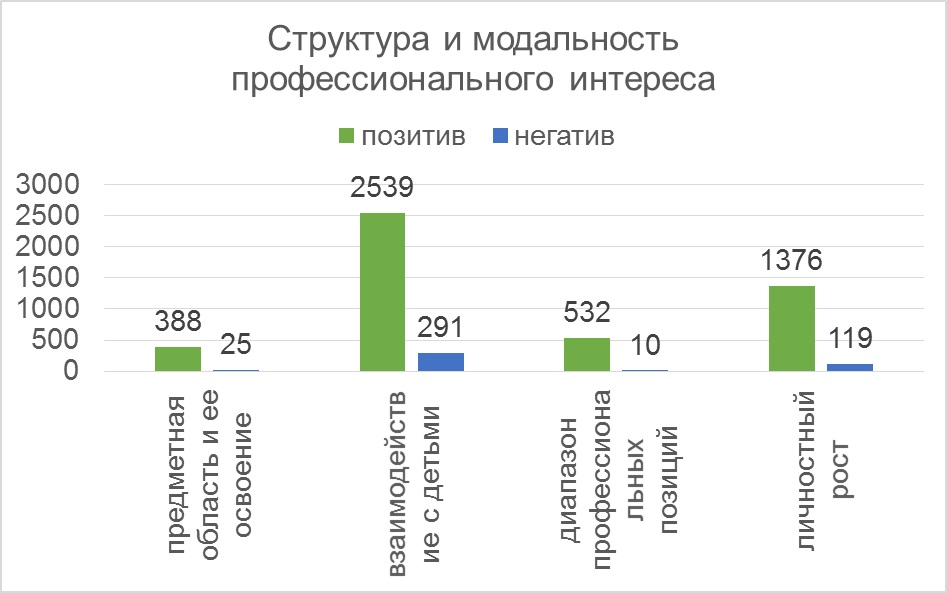 Структура и модальность
профессионального интереса
позитив негатив
3000
2500
2000
1500
1000
500
0
388
25
2539
291
532
10
1376
119
предметная
область и ее
освоение
взаимодейств
ие с детьми
диапазон
профессиона
льных
позиций
личностный
рост